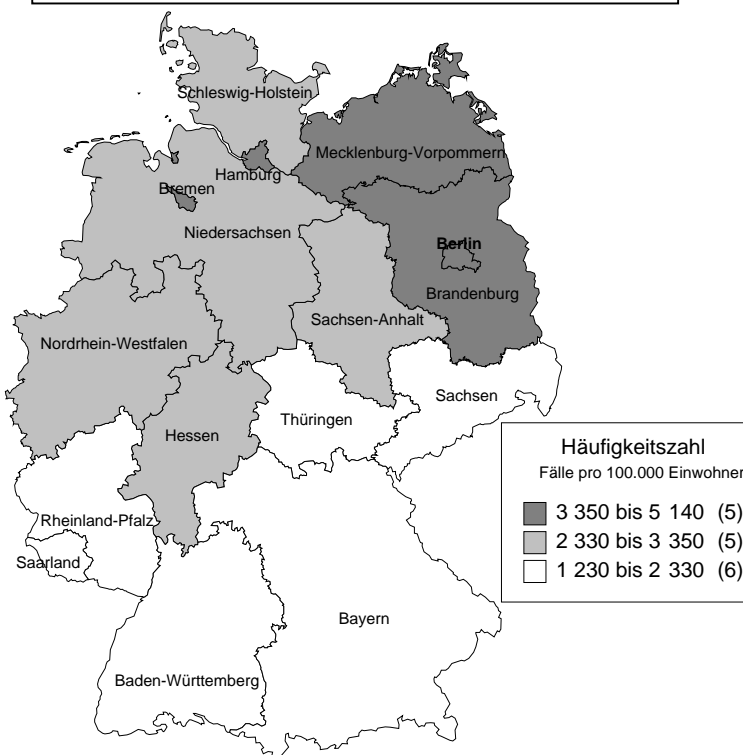 Schleswig-Holstein
Mecklenburg-Vorpommern
Hamburg
Bremen
Niedersachsen
Berlin
Brandenburg
Sachsen-Anhalt
Nordrhein-Westfalen
Sachsen
Thüringen
Hessen
Häufigkeitszahl
Fälle pro 100.000 Einwohner
3 350 bis 5 140 (5)
2 330 bis 3 350 (5)
1 230 bis 2 330 (6)
Rheinland-Pfalz
Saarland
Bayern
Baden-Württemberg